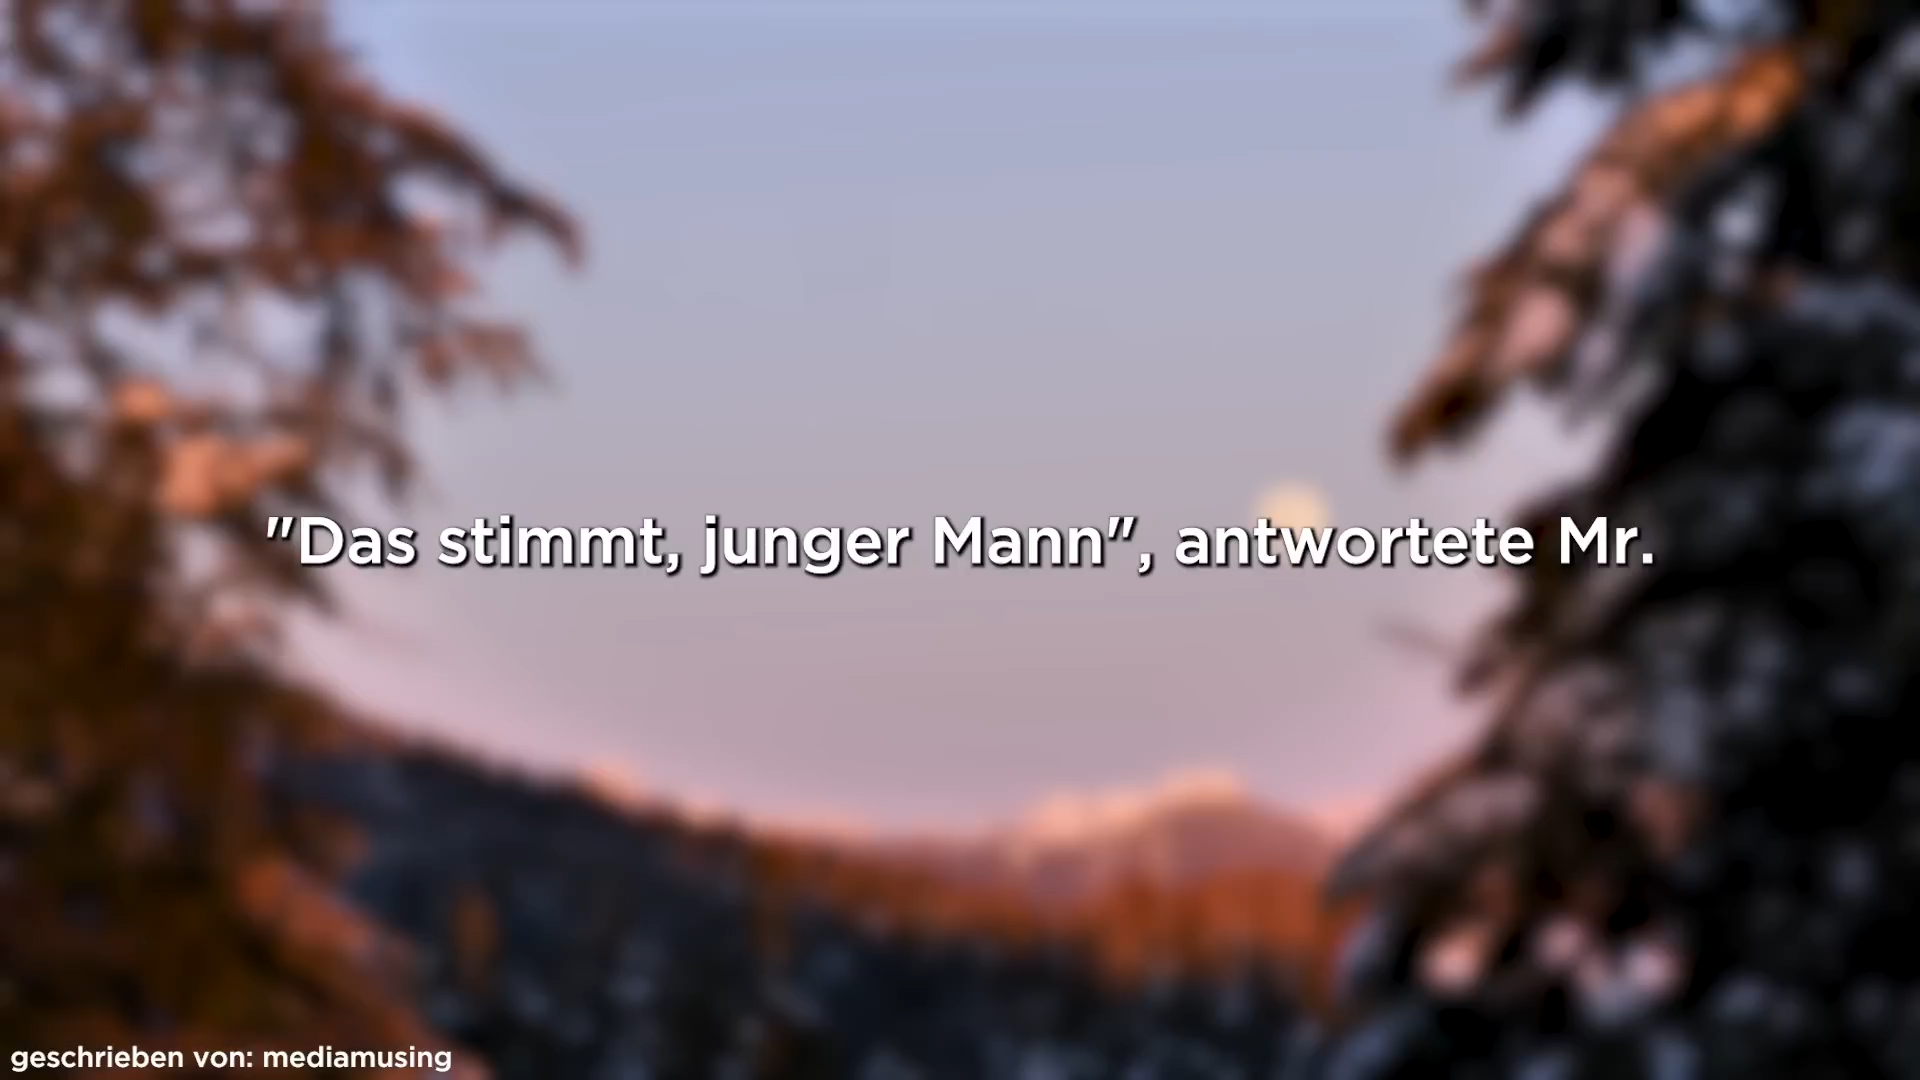 "Das stimmt, junger Mann", antwortete Mr.
geschrieben von: mediamusing